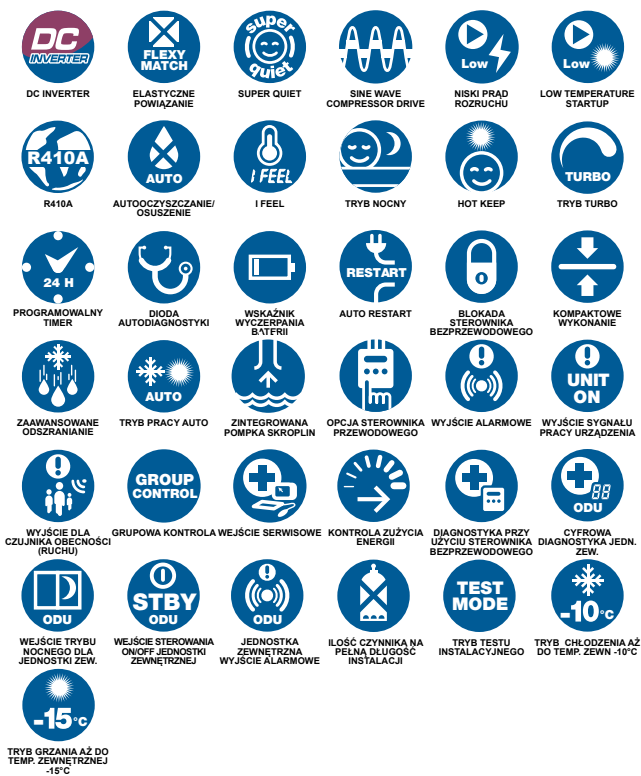 DC
INVERTER
DC INVERTER
FLEXY
MATCH
ELASTYCZNE
POWIĄZANIE
super
quiet
SUPER QUIET
SINE WAVE
COMPRESSOR DRIVE
Low
NISKI PRĄD
ROZRUCHU
Low
LOW TEMPERATURE
STARTUP
R410A
R410A
AUTO
AUTOOCZYSZCZANIE/
OSUSZENIE
I FEEL
I FEEL
TRYB NOCNY
HOT KEEP
TURBO
TRYB TURBO
24 H
PROGRAMOWALNY
TIMER
DIODA
AUTODIAGNOSTYKI
WSKAŹNIK
WYCZERPANIA
RESTART
AUTO RESTART
BLOKADA
STEROWNIKA
BEZPRZEWODOWEGO
KOMPAKTOWE
WYKONANIE
ZAAWANSOWANE
ODSZRANIANIE
AUTO
TRYB PRACY AUTO
ZINTEGROWANA
POMPKA SKROPLIN
OPCJA STEROWNIKA
PRZEWODOWEGO
WYJŚCIE ALARMOWE
UNIT
ON
WYJŚCIE SYGNAŁU
PRACY URZĄDZENIA
WYJŚCIE DLA
CZUJNIKA OBECNOŚCI
(RUCHU)
GROUP
CONTROL
GRUPOWA KONTROLA
WEJŚCIE SERWISOWE
KONTROLA ZUŻYCIA
ENERGII
DIAGNOSTYKA PRZY
UŻYCIU STEROWNIKA
BEZPRZEWODOWEGO
88
ODU
CYFROWA
DIAGNOSTYKA JEDN.
ZEW.
ODU
WEJŚCIE TRYBU
NOCNEGO DLA
JEDNOSTKI ZEW.
STBY
ODU
WEJŚCIE STEROWANIA
ON/OFF JEDNOSTKI
ZEWNĘTRZNEJ
ODU
JEDNOSTKA
ZEWNĘTRZNA
WYJŚCIE ALARMOWE
ILOŚĆ CZYNNIKA NA
PEŁNĄ DŁUGOŚĆ
INSTALACJI
TEST
MODE
TRYB TESTU
INSTALACYJNEGO
-10°C
TRYB CHŁODZENIA AŻ
DO TEMP. ZEWN -10°C
-15°C
TRYB GRZANIA AŻ DO
TEMP. ZEWNĘTRZNEJ
-15°C